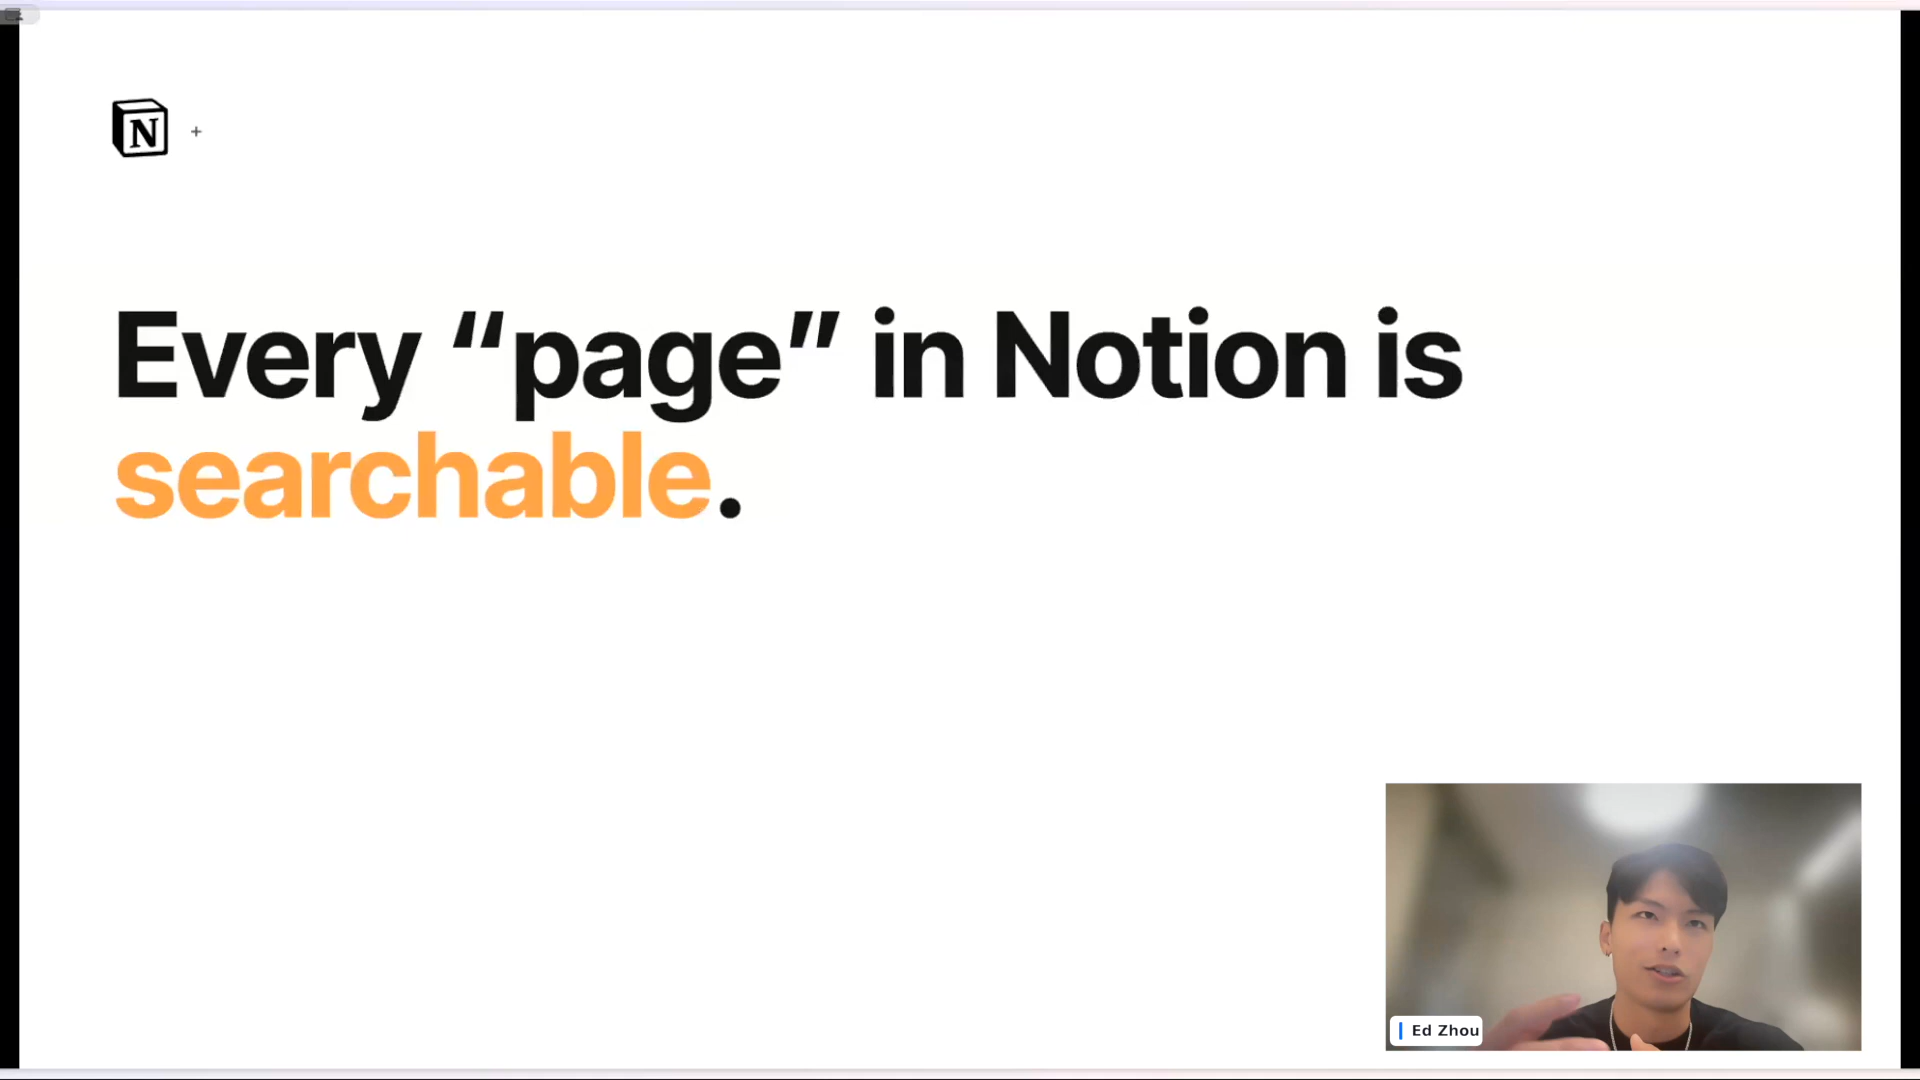 N +
Every “page” in Notion is
searchable.
Ed Zhou